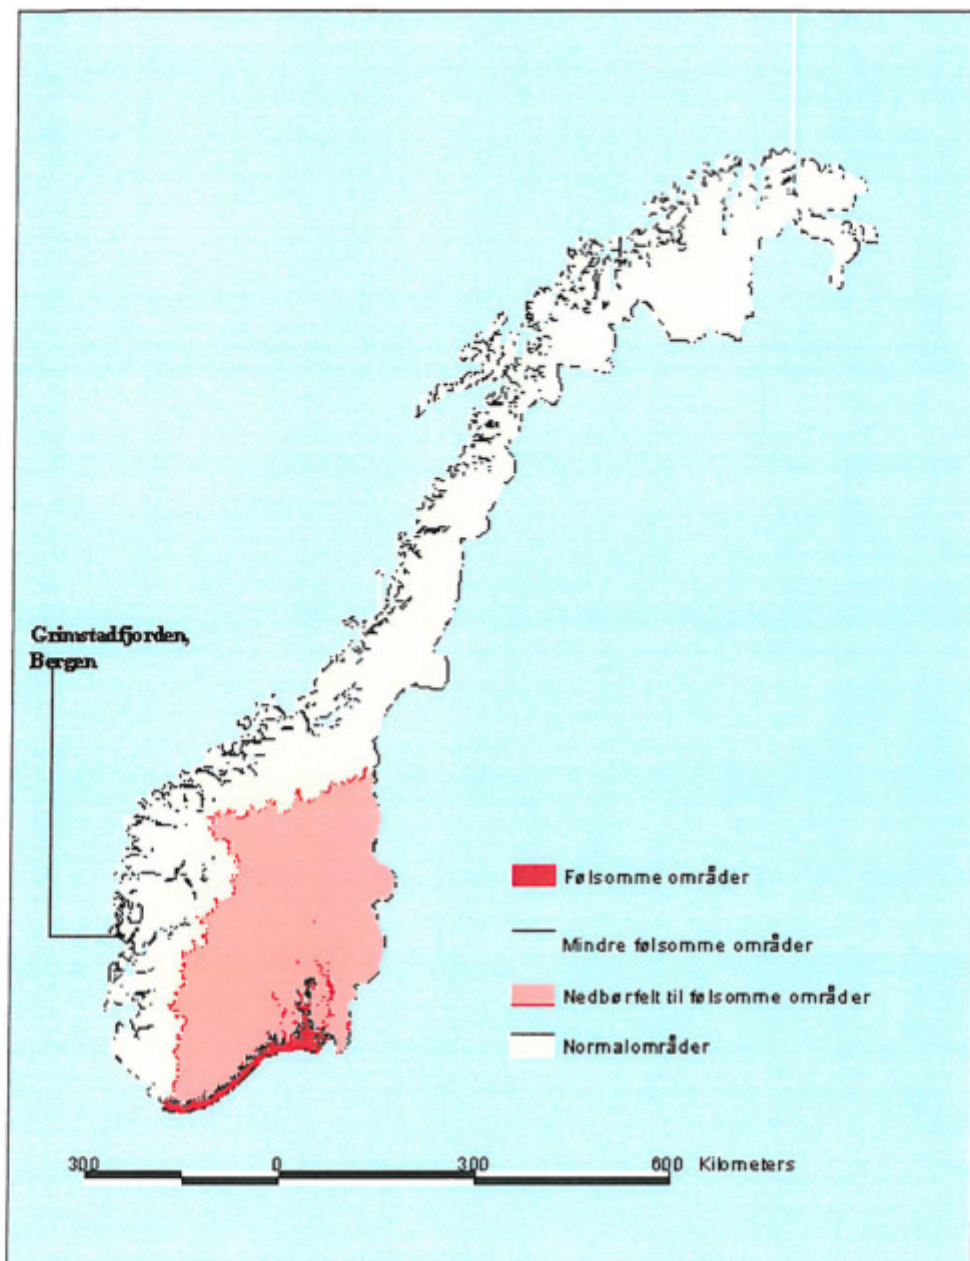 Grimstadfjorden,
Bergen.
Følsomme områder
Mindre følsomme områder
Nedbørfelt til følsomme områder
Normalområder
300 0 300 600 Kilometers